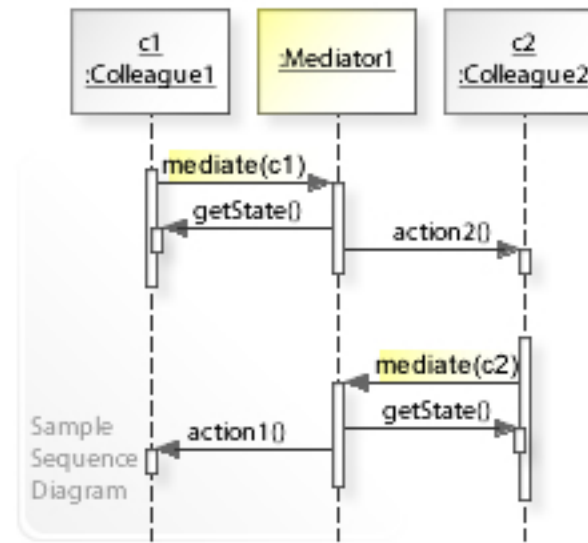 c1
:Colleague1
:Mediator1
c2
:Colleague2
mediate(c1)
getState()
action2()
mediate(c2)
getState()
action1()
Sample
Sequence
Diagram